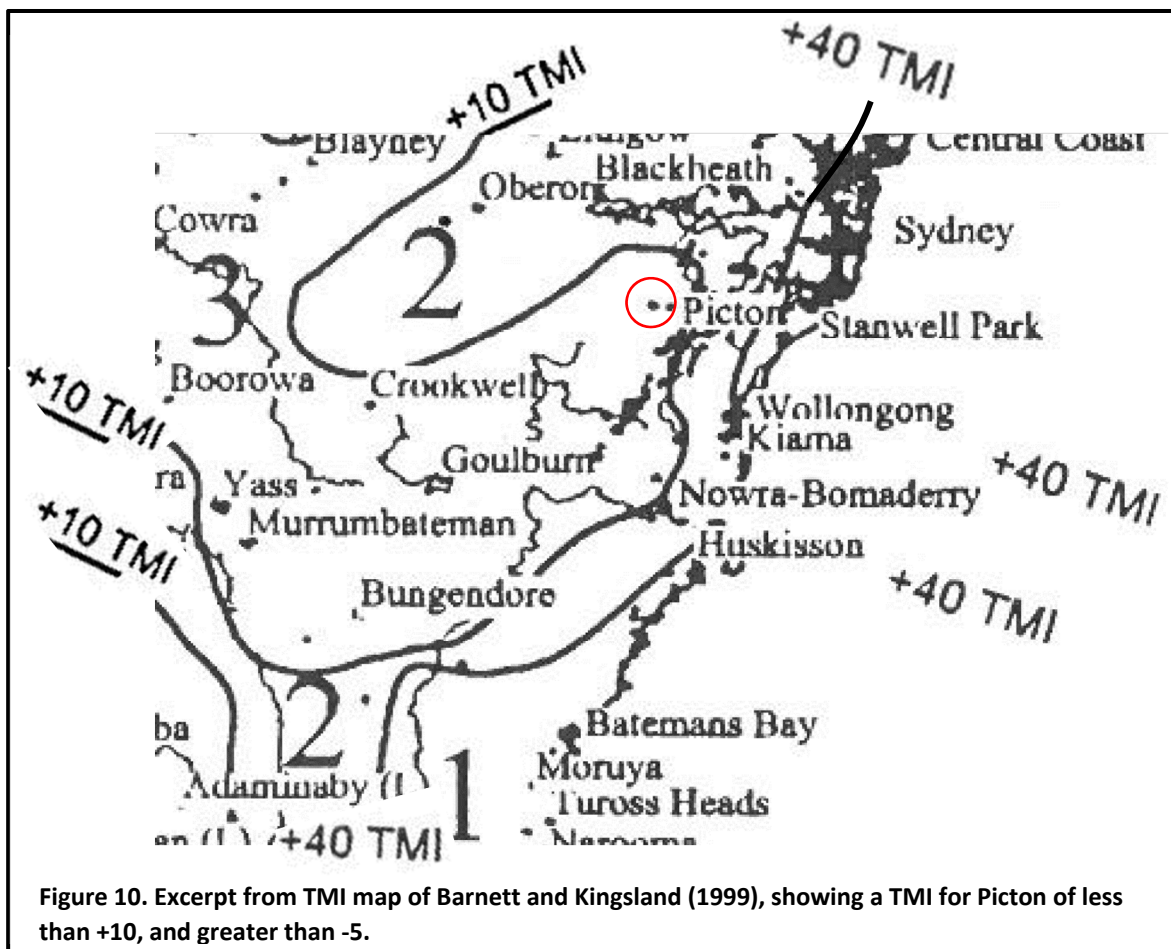 +10 TMI
+40 TMI
Blayney
Blackheath
Central Coast
Oberon
Cowra
2
Sydney
3
Picton
Stanwell Park
Boorowa
Crookwell
+10 TMI
Wollongong
Kiama
Goulburn
+40 TMI
ra
Yass
Nowra-Bomaderry
Murrumbateman
+10 TMI
Huskisson
Bungendore
+40 TMI
2
Batemans Bay
ba
1
Moruya
Adaminaby (L
Tuross Heads
+40 TMI
Narooma
Figure 10. Excerpt from TMI map of Barnett and Kingsland (1999), showing a TMI for Picton of less
than +10, and greater than -5.